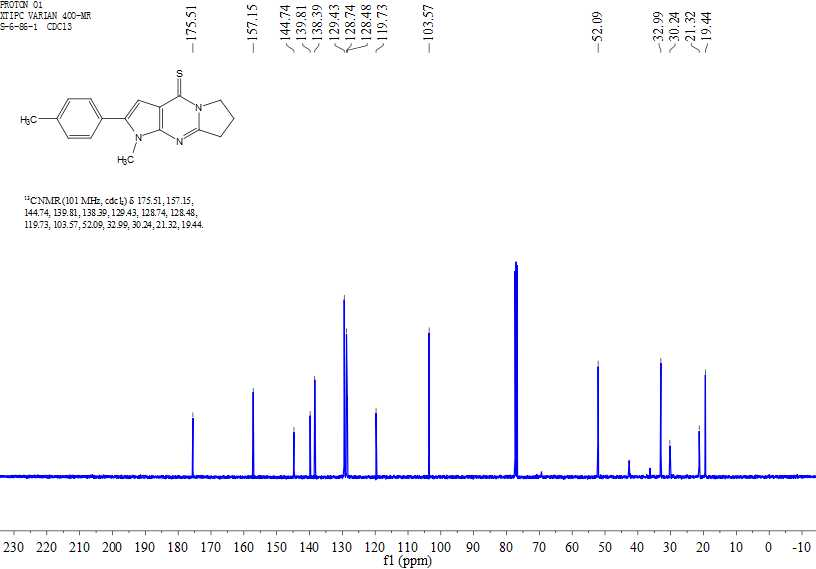 PROTON 01
XTIPC VARIAN 400-MR
S-6-86-1 CDCl3
175.51
157.15
144.74
139.81
138.39
129.43
128.74
128.48
119.73
103.57
52.09
32.99
30.24
21.32
19.44
S
N
H₃C
N
N
H₃C
¹³C NMR (101 MHz, cdcl₃) δ 175.51, 157.15,
144.74, 139.81, 138.39, 129.43, 128.74, 128.48,
119.73, 103.57, 52.09, 32.99, 30.24, 21.32, 19.44.
230 220 210 200 190 180 170 160 150 140 130 120 110 100 90 80 70 60 50 40 30 20 10 0 -10
f1 (ppm)